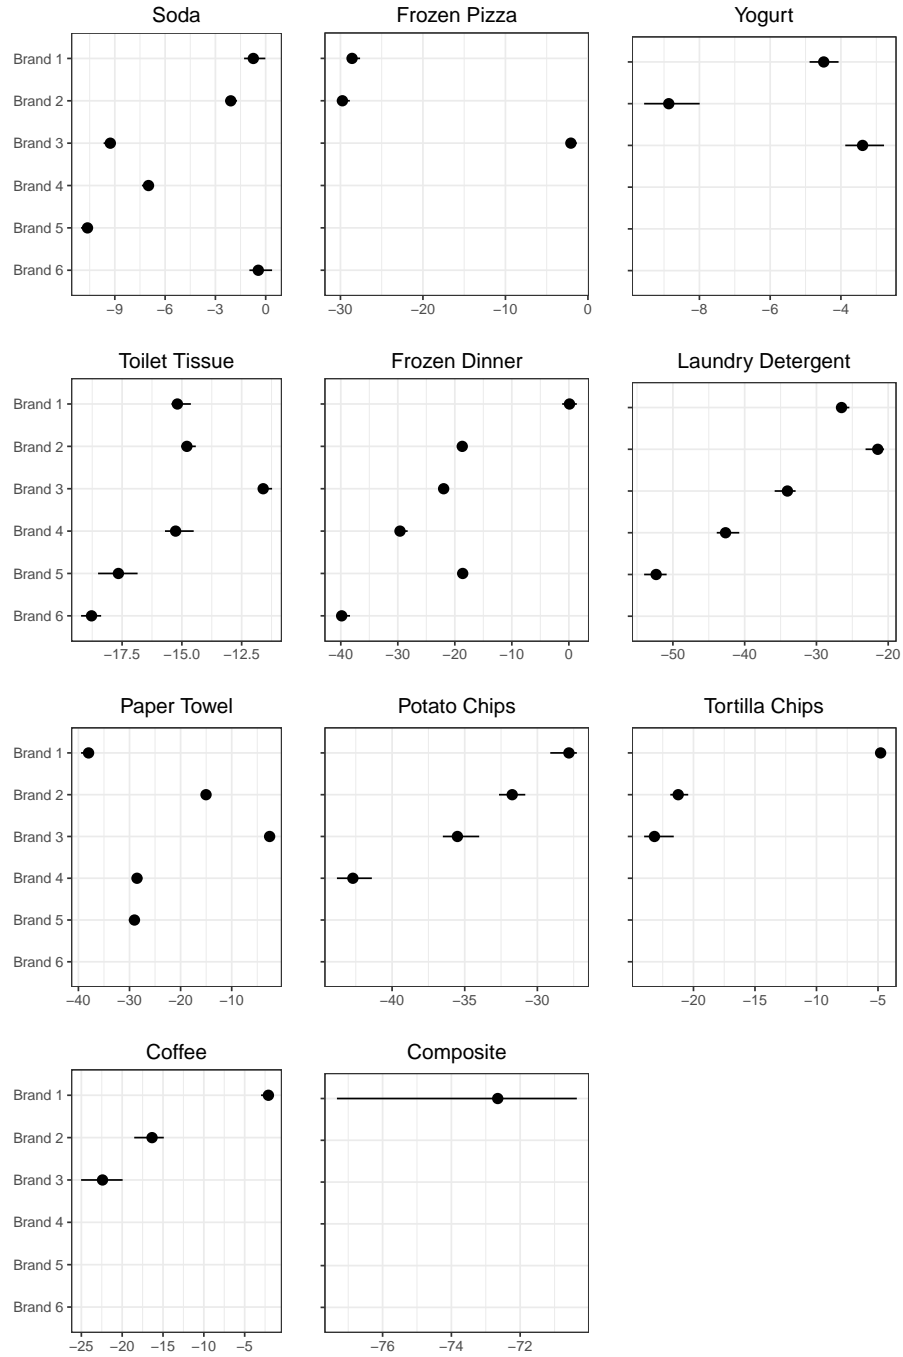 Soda Frozen Pizza Yogurt
Brand 1
Brand 2
Brand 3
Brand 4
Brand 5
Brand 6
−9 −6 −3 0 −30 −20 −10 0 −8 −6 −4
Toilet Tissue Frozen Dinner Laundry Detergent
Brand 1
Brand 2
Brand 3
Brand 4
Brand 5
Brand 6
−17.5 −15.0 −12.5 −40 −30 −20 −10 0 −50 −40 −30 −20
Paper Towel Potato Chips Tortilla Chips
Brand 1
Brand 2
Brand 3
Brand 4
Brand 5
Brand 6
−40 −30 −20 −10 −40 −35 −30 −20 −15 −10 −5
Coffee Composite
Brand 1
Brand 2
Brand 3
Brand 4
Brand 5
Brand 6
−25 −20 −15 −10 −5 −76 −74 −72